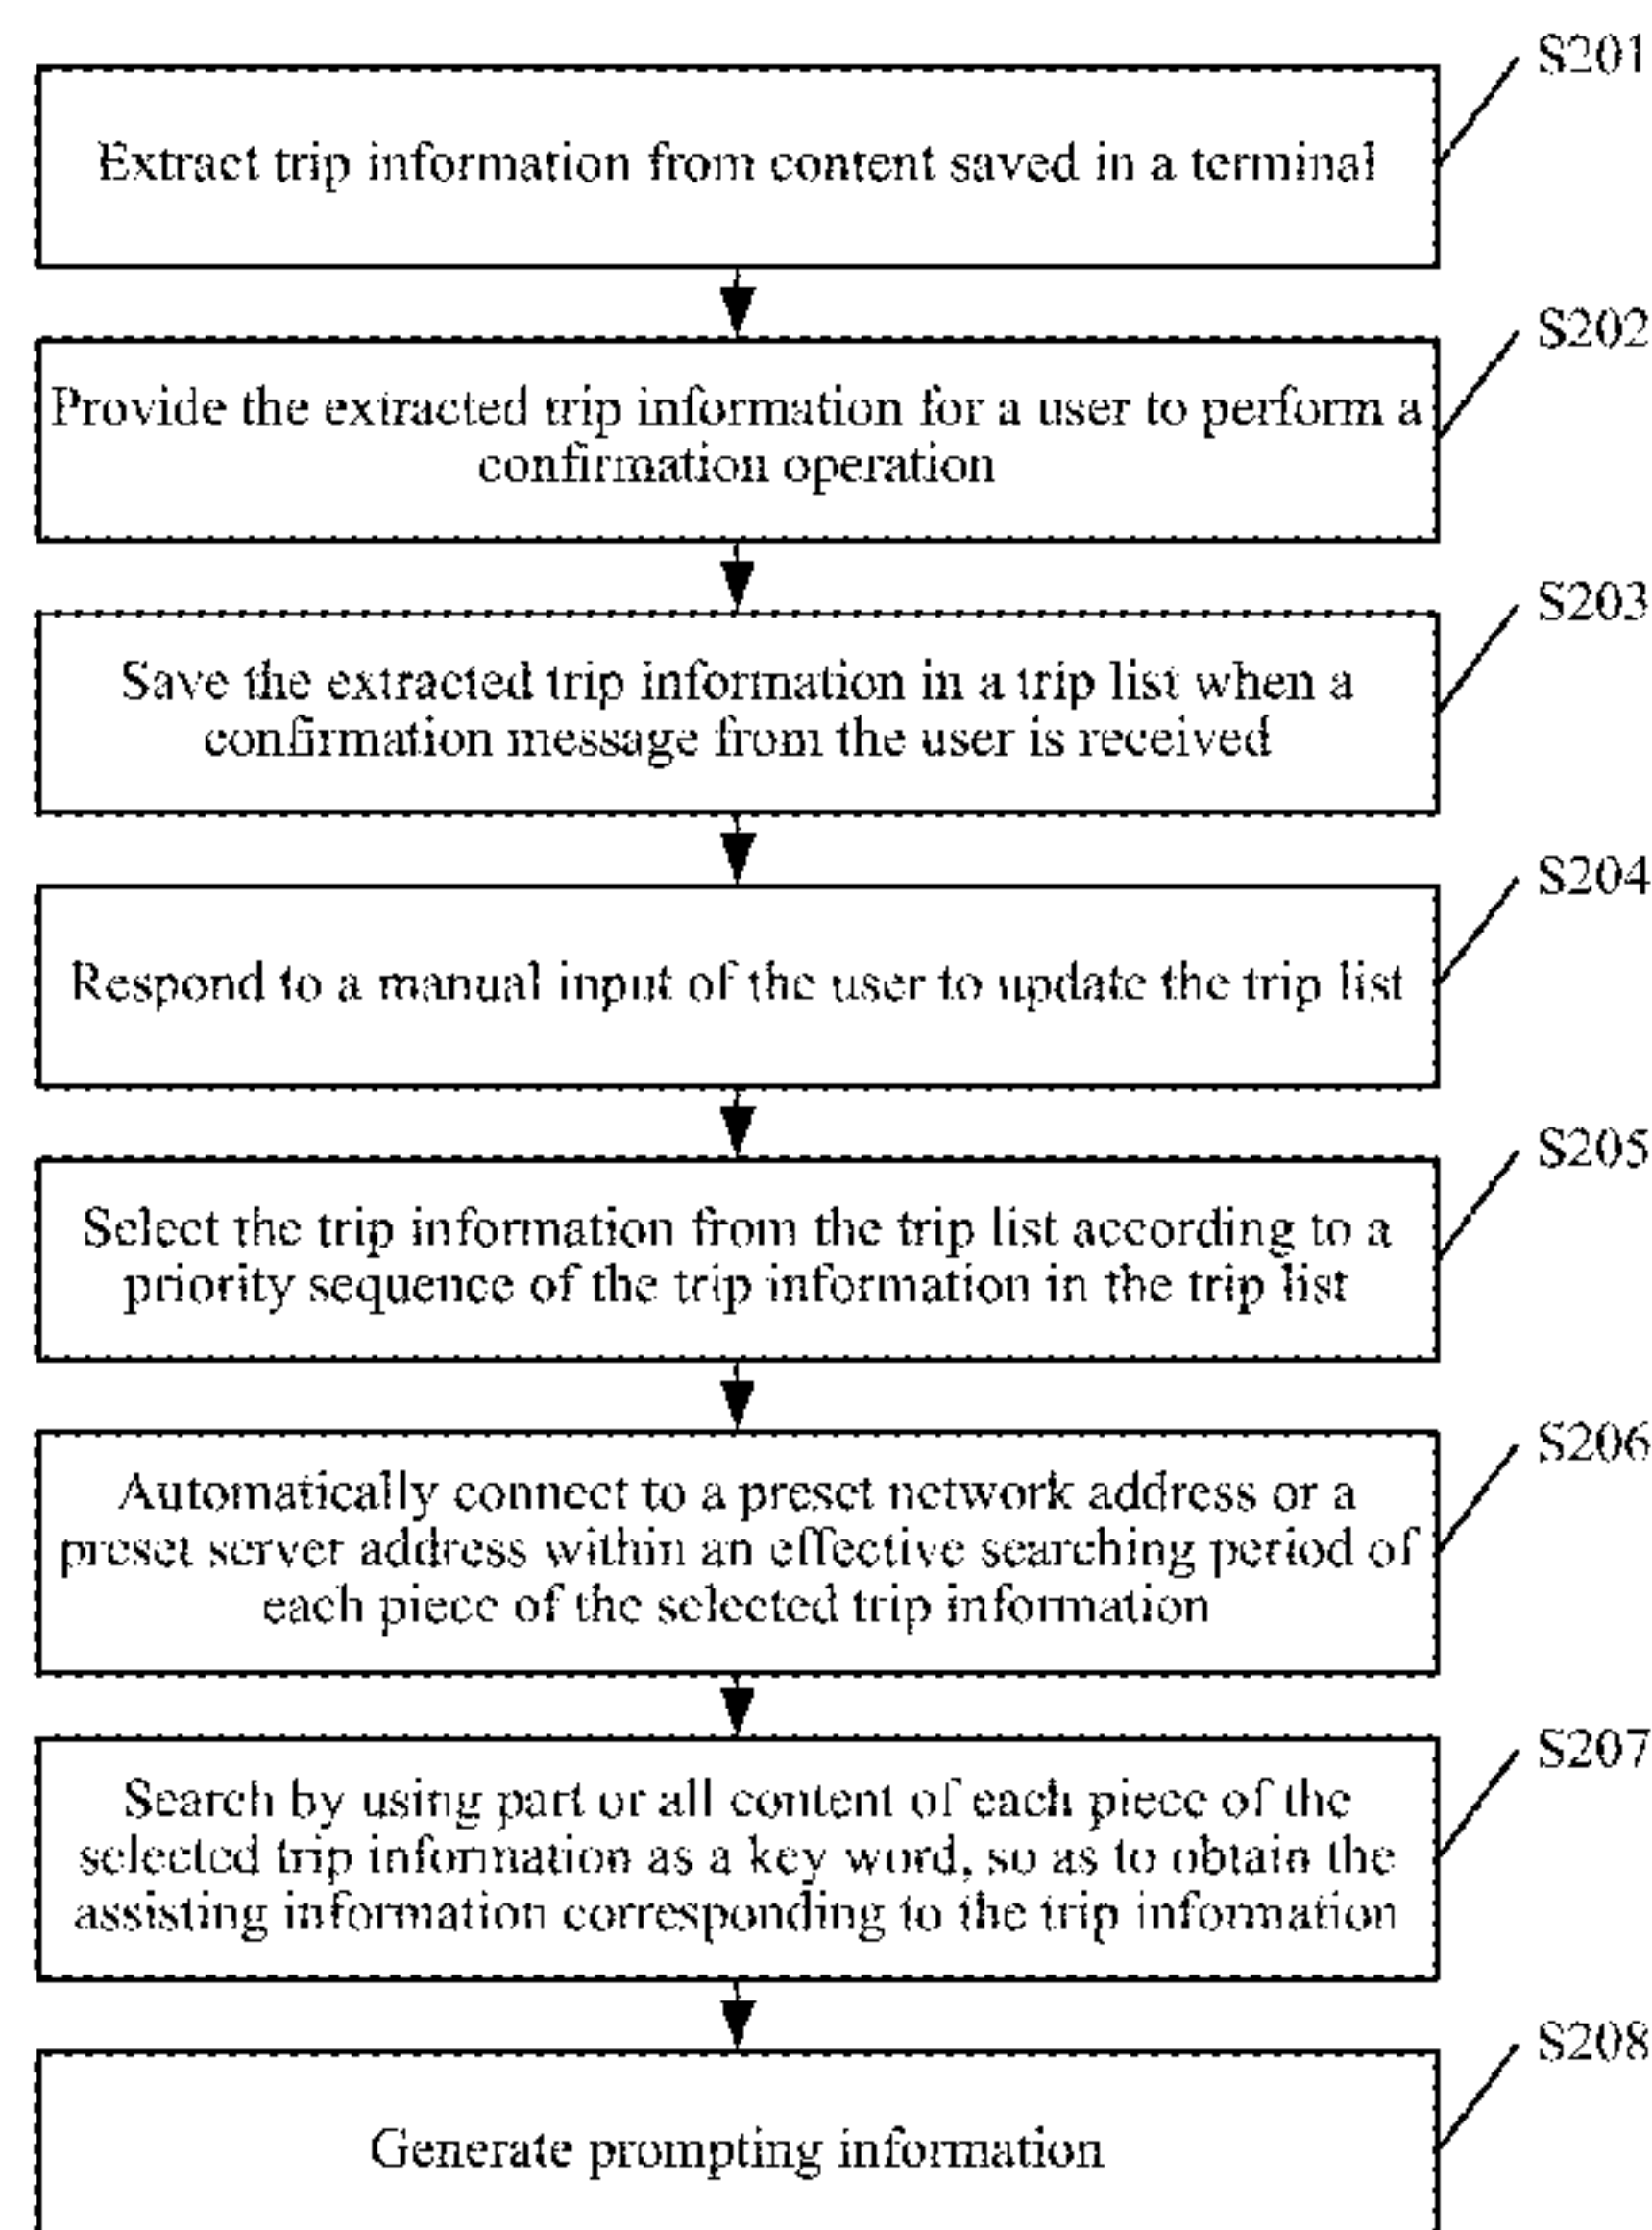 S201
Extract trip information from content saved in a terminal
S202
Provide the extracted trip information for a user to perform a
confirmation operation
S203
Save the extracted trip information in a trip list when a
confirmation message from the user is received
S204
Respond to a manual input of the user to update the trip list
S205
Select the trip information from the trip list according to a
priority sequence of the trip information in the trip list
S206
Automatically connect to a preset network address or a
preset server address within an effective searching period of
each piece of the selected trip information
S207
Search by using part or all content of each piece of the
selected trip information as a key word, so as to obtain the
assisting information corresponding to the trip information
S208
Generate prompting information